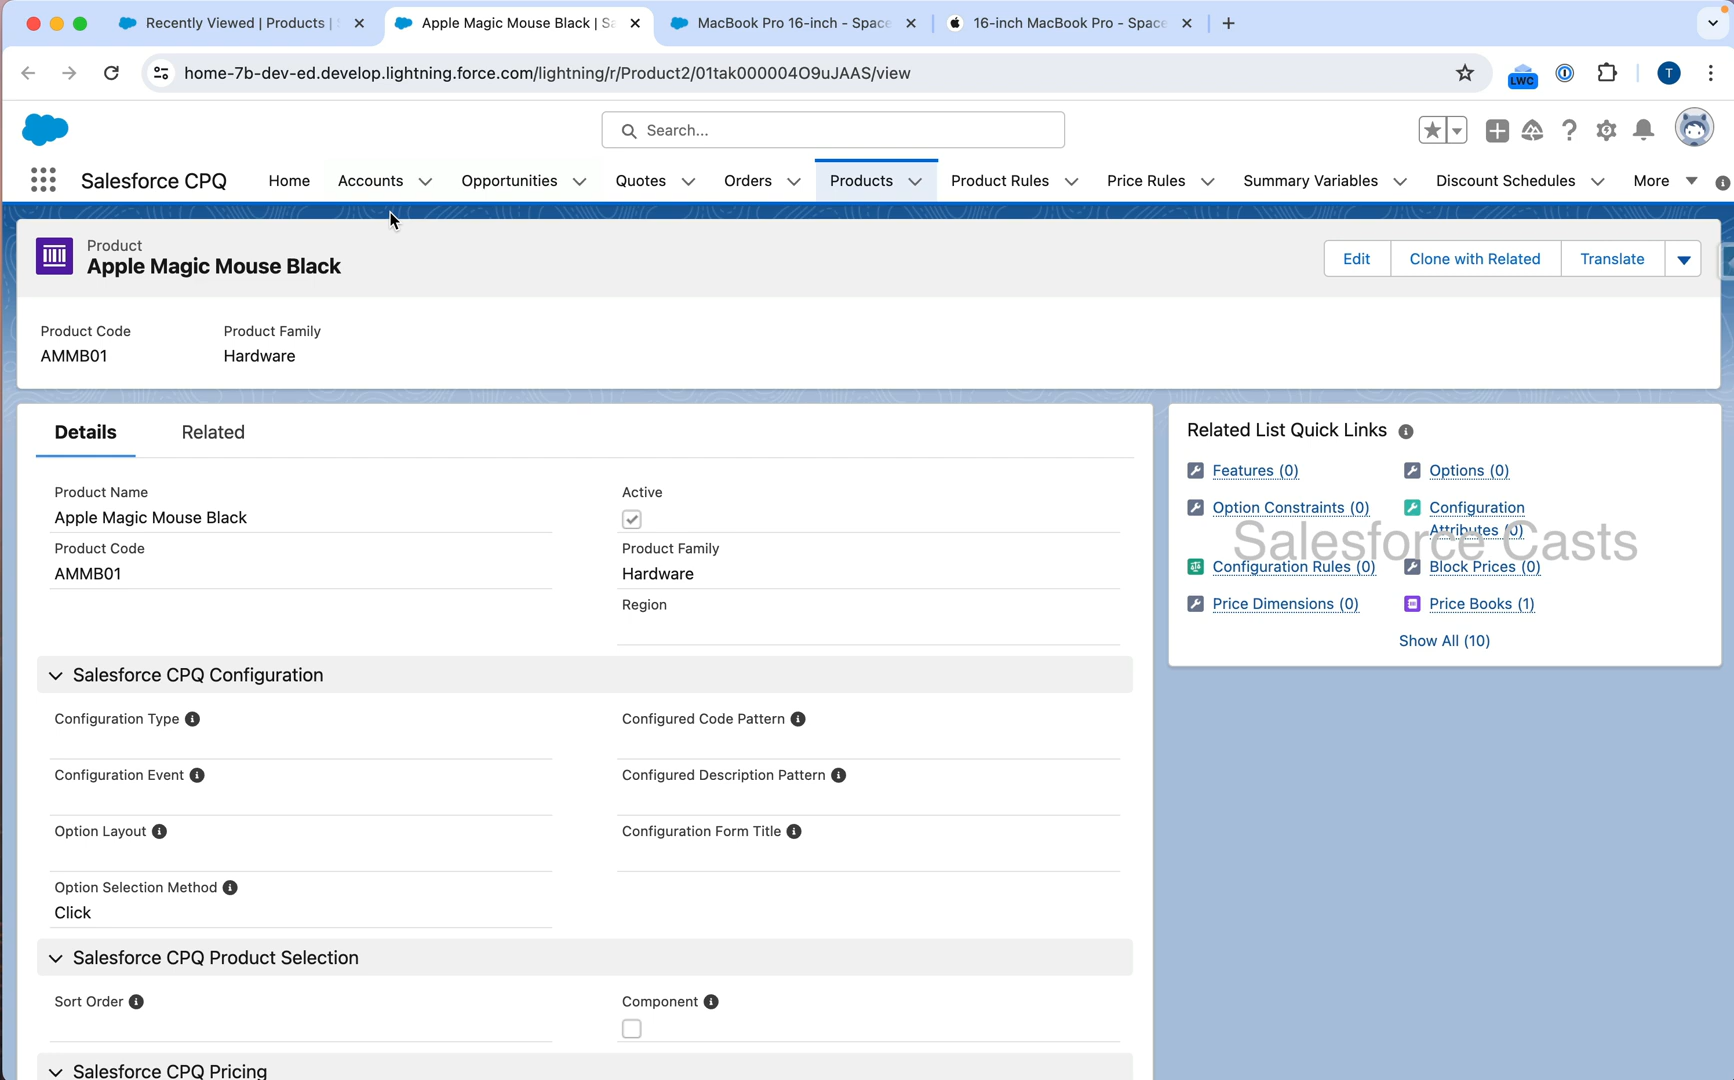 Recently Viewed | Products |
Apple Magic Mouse Black | Sa
MacBook Pro 16-inch - Space
16-inch MacBook Pro - Space
home-7b-dev-ed.develop.lightning.force.com/lightning/r/Product2/01tak000004O9uJAAS/view
LWC
T
Search...
Salesforce CPQ
Home
Accounts
Opportunities
Quotes
Orders
Products
Product Rules
Price Rules
Summary Variables
Discount Schedules
More
Product
Apple Magic Mouse Black
Edit
Clone with Related
Translate
Product Code
Product Family
AMMB01
Hardware
Details
Related
Related List Quick Links
Features (0)
Options (0)
Option Constraints (0)
Configuration
Attributes (0)
Salesforce Casts
Configuration Rules (0)
Block Prices (0)
Price Dimensions (0)
Price Books (1)
Show All (10)
Product Name
Active
Apple Magic Mouse Black
Product Code
Product Family
AMMB01
Hardware
Region
Salesforce CPQ Configuration
Configuration Type
Configured Code Pattern
Configuration Event
Configured Description Pattern
Option Layout
Configuration Form Title
Option Selection Method
Click
Salesforce CPQ Product Selection
Sort Order
Component
Salesforce CPQ Pricing